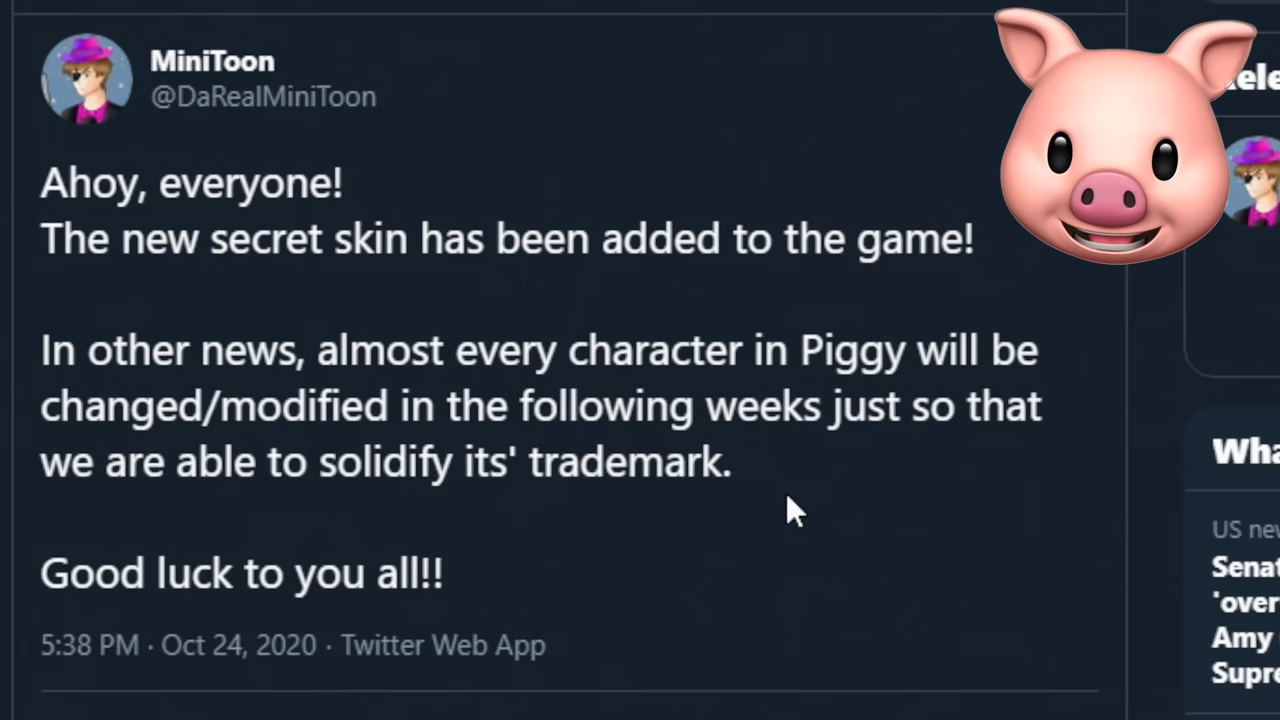 MiniToon
@DaRealMiniToon
Ahoy, everyone!
The new secret skin has been added to the game!
In other news, almost every character in Piggy will be
changed/modified in the following weeks just so that
we are able to solidify its' trademark.
Good luck to you all!!
5:38 PM · Oct 24, 2020 · Twitter Web App
US
'over
Amy